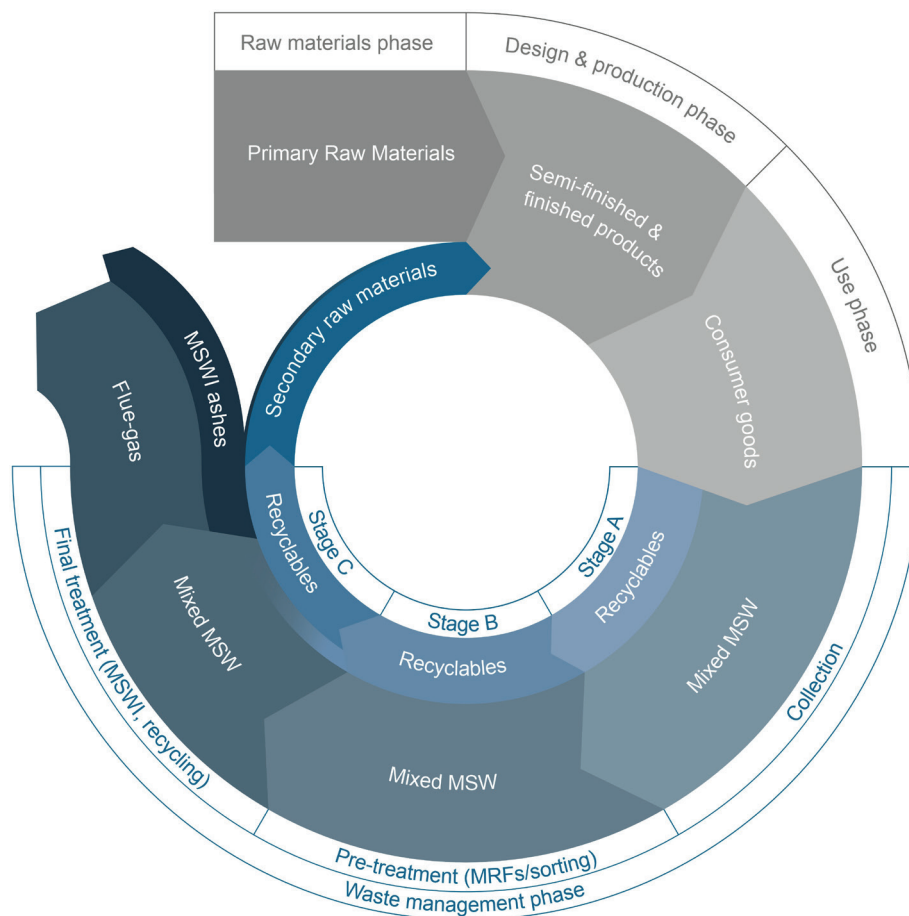 Raw materials phase
Design & production phase
Use phase
Primary Raw Materials
Semi-finished &
finished products
Consumer goods
Secondary raw materials
MSWI ashes
Flue-gas
Recyclables
Stage C
Stage B
Stage A
Recyclables
Recyclables
Mixed MSW
Mixed MSW
Mixed MSW
Final treatment (MSWI, recycling)
Pre-treatment (MRFs/sorting)
Collection
Waste management phase